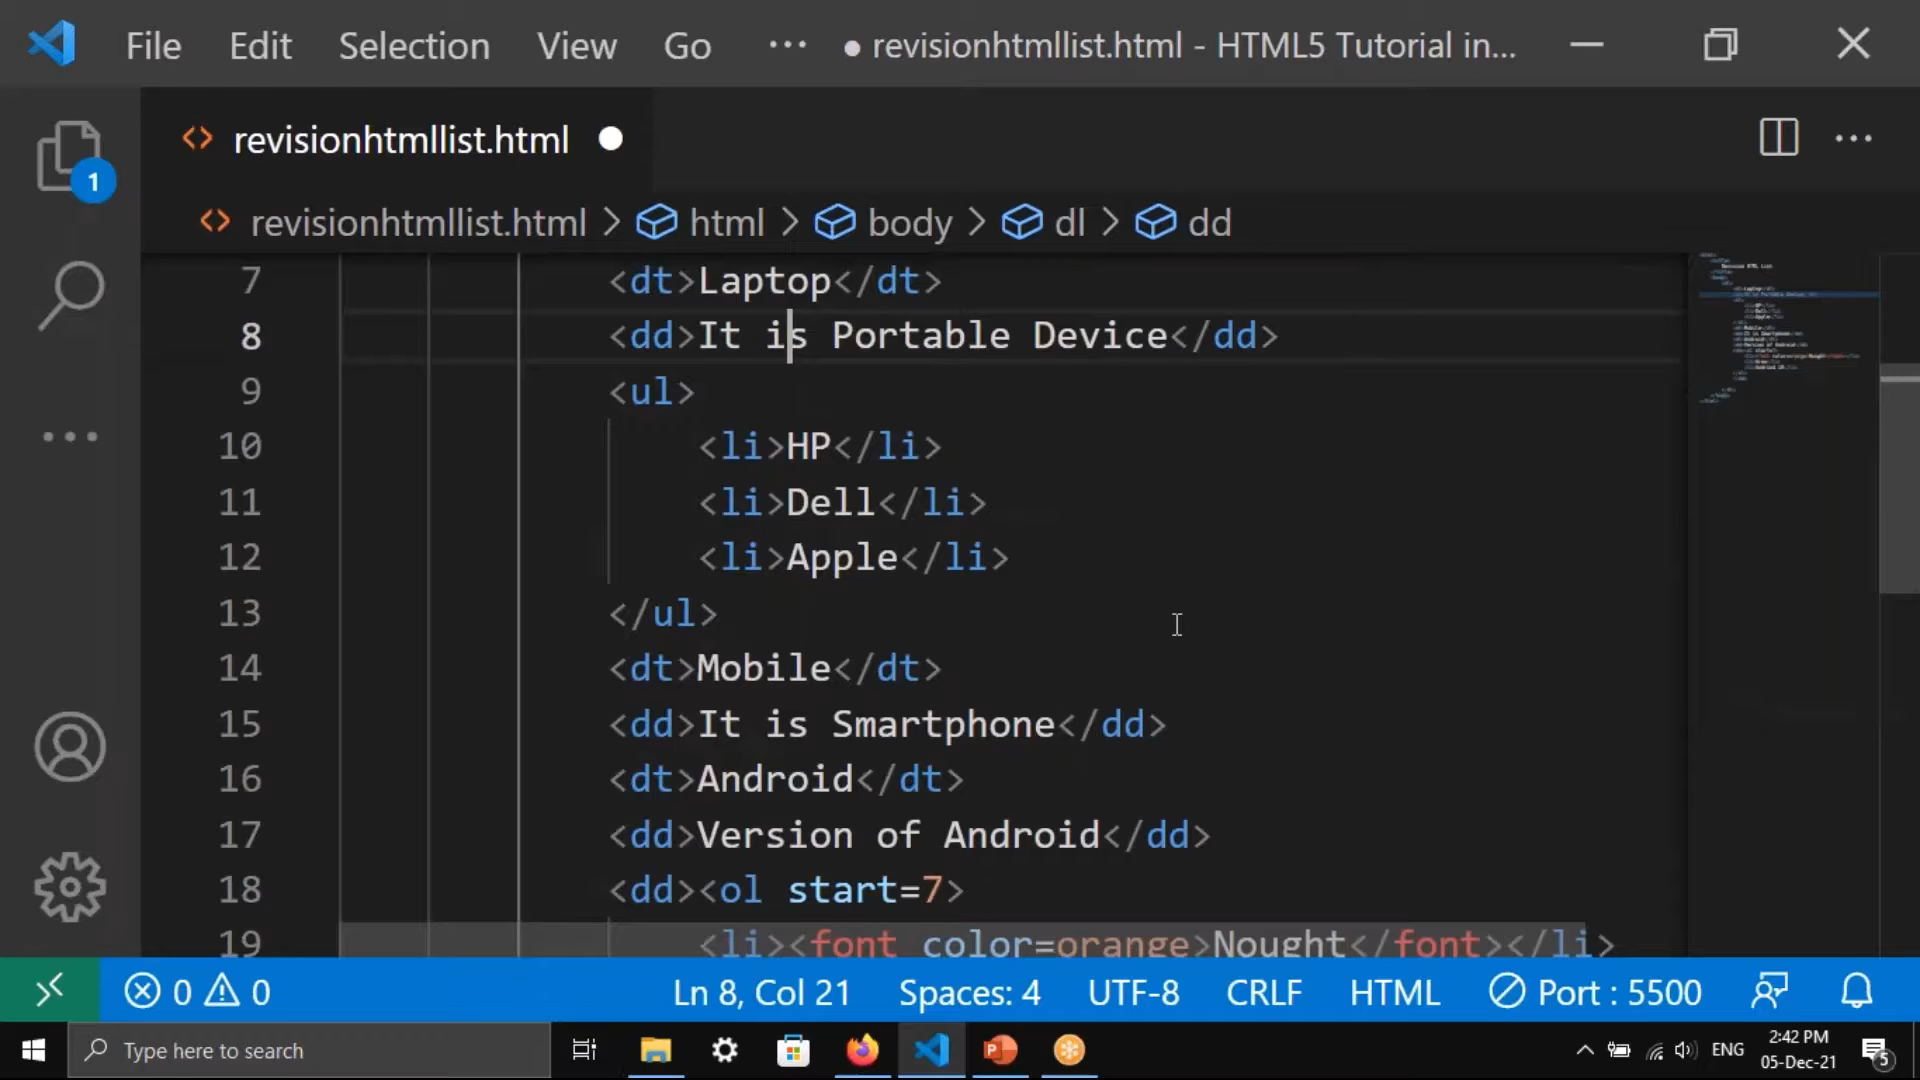 File Edit Selection View Go ··· ● revisionhtmllist.html - HTML5 Tutorial in...
<> revisionhtmllist.html ●
1
<> revisionhtmllist.html > html > body > dl > dd
7 <dt>Laptop</dt>
8 <dd>It is Portable Device</dd>
9 <ul>
10 <li>HP</li>
11 <li>Dell</li>
12 <li>Apple</li>
13 </ul>
14 <dt>Mobile</dt>
15 <dd>It is Smartphone</dd>
16 <dt>Android</dt>
17 <dd>Version of Android</dd>
18 <dd><ol start=7>
19 <li><font color=orange>Nought</font></li>
0 0 Ln 8, Col 21 Spaces: 4 UTF-8 CRLF HTML Port : 5500
Type here to search
ENG
2:42 PM
05-Dec-21
5